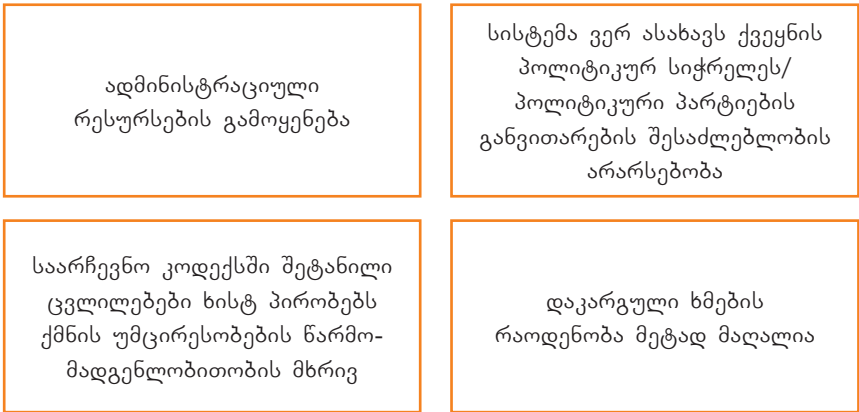 ადმინისტრაციული
რესურსების გამოყენება
სისტემა ვერ ასახავს ქვეყნის
პოლიტიკურ სიჭრელეს/
პოლიტიკური პარტიების
განვითარების შესაძლებლობის
არარსებობა
საარჩევნო კოდექსში შეტანილი
ცვლილებები ხისტ პირობებს
ქმნის უმცირესობების წარმო-
მადგენლობითობის მხრივ
დაკარგული ხმების
რაოდენობა მეტად მაღალია